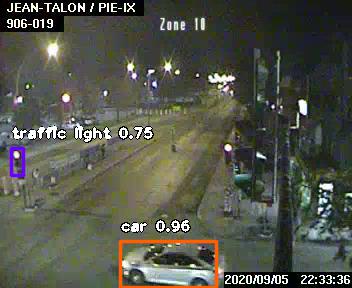 JEAN-TALON / PIE-IX
906-019
Zone 10
traffic light 0.75
car 0.96
2020/09/05 22:33:36